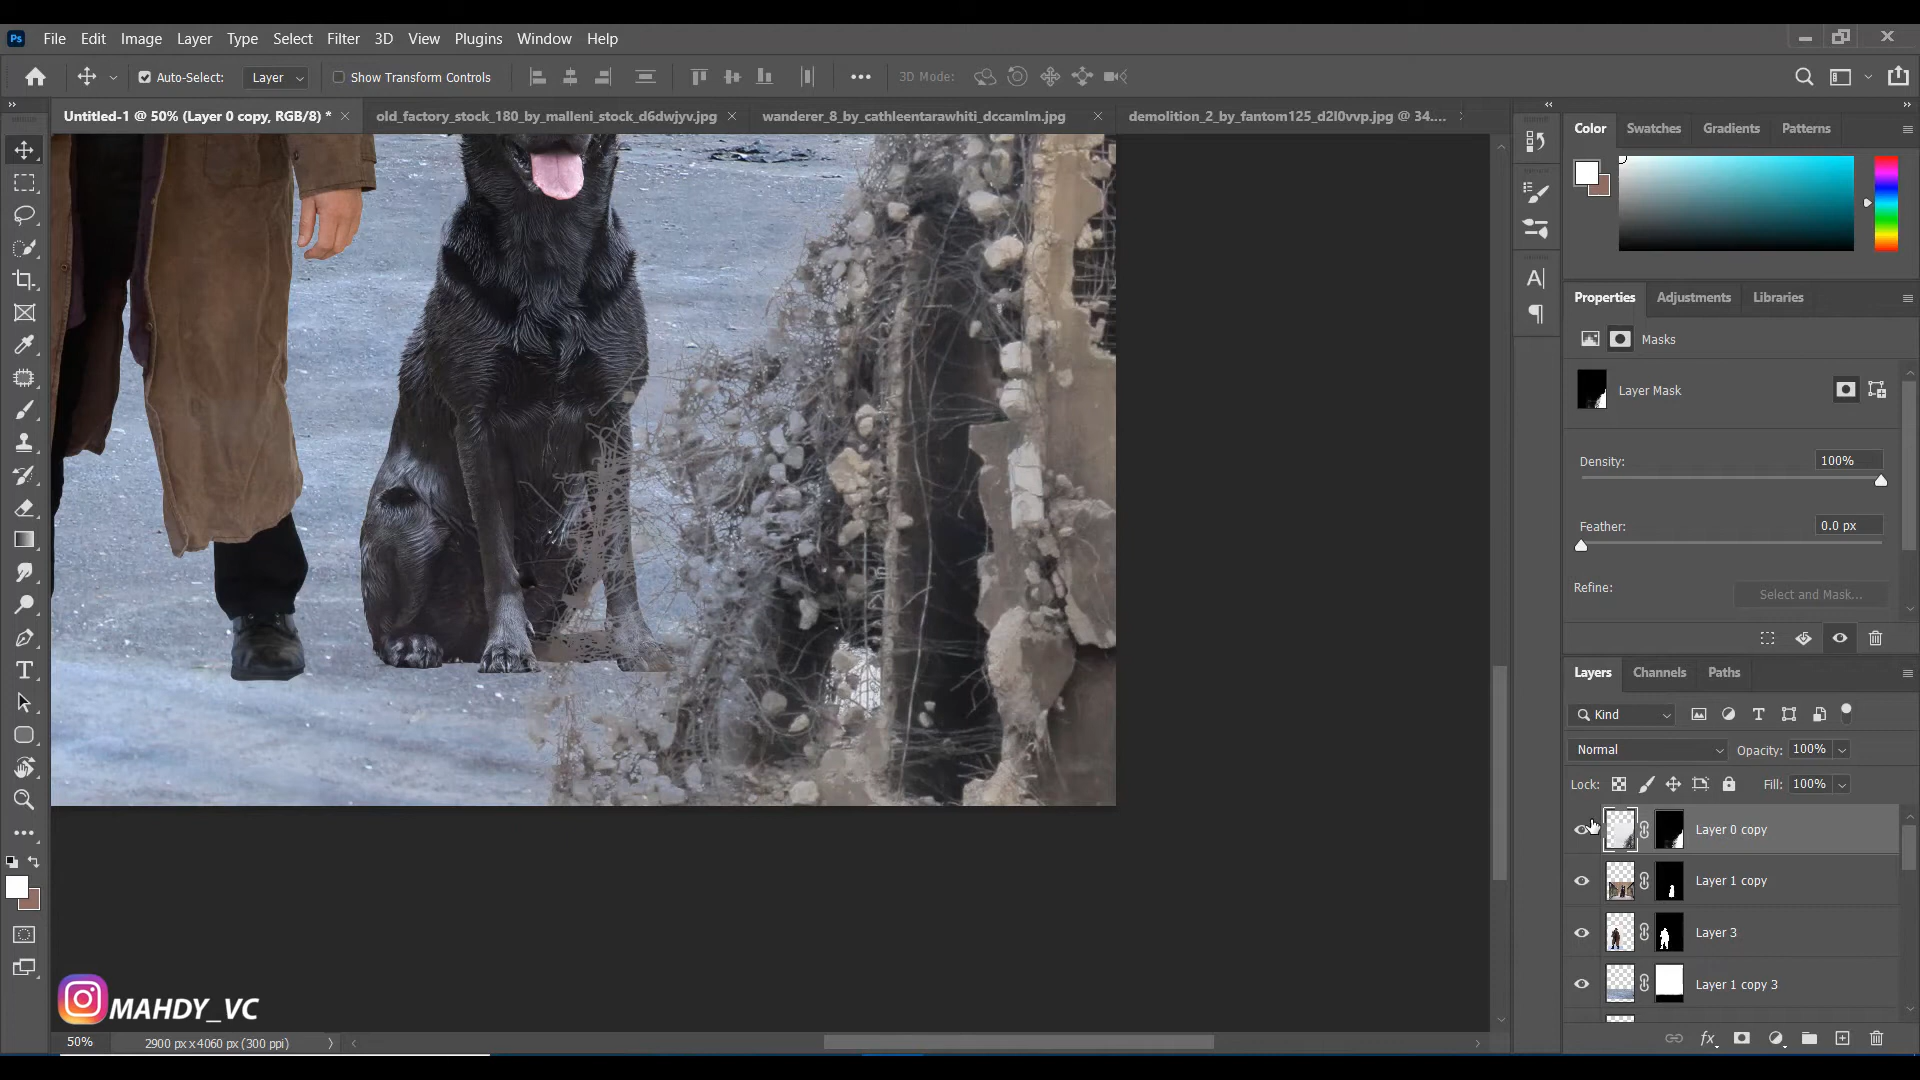 Ps File Edit Image Layer Type Select Filter 3D View Plugins Window Help
Auto-Select: Layer Show Transform Controls 3D Mode:
Untitled-1 @ 50% (Layer 0 copy, RGB/8) * old_factory_stock_180_by_malleni_stock_d6dwjyv.jpg wanderer_8_by_cathleentarawhiti_dccamlm.jpg demolition_2_by_fantom125_d2l0vvp.jpg @ 34....
Color Swatches Gradients Patterns
Properties Adjustments Libraries
Masks
Layer Mask
Density: 100%
Feather: 0.0 px
Refine: Select and Mask...
Layers Channels Paths
Kind
Normal Opacity: 100%
Lock: Fill: 100%
Layer 0 copy
Layer 1 copy
Layer 3
Layer 1 copy 3
MAHDY_VC
50% 2900 px x 4060 px (300 ppi)